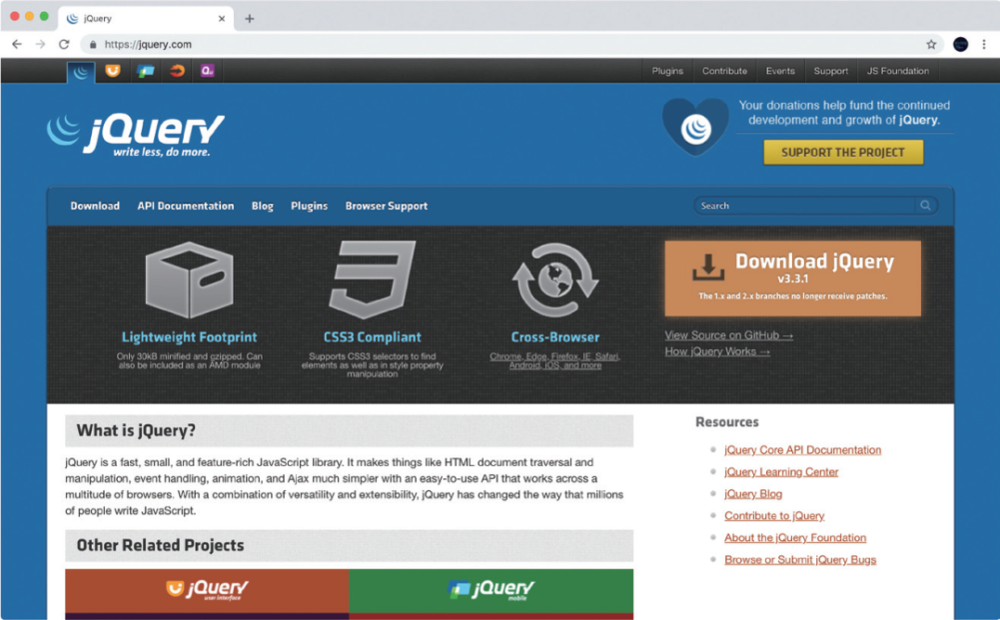 jQuery
https://jquery.com
Plugins Contribute Events Support JS Foundation
jQuery
write less, do more.
Your donations help fund the continued
development and growth of jQuery.
SUPPORT THE PROJECT
Download API Documentation Blog Plugins Browser Support
Search
Lightweight Footprint
Only 30kB minified and gzipped. Can
also be included as an AMD module
CSS3 Compliant
Supports CSS3 selectors to find
elements as well as in style property
manipulation
Cross-Browser
Chrome, Edge, Firefox, IE, Safari,
Android, iOS, and more
Download jQuery
v3.3.1
The 1.x and 2.x branches no longer receive patches.
View Source on GitHub →
How jQuery Works →
What is jQuery?
jQuery is a fast, small, and feature-rich JavaScript library. It makes things like HTML document traversal and
manipulation, event handling, animation, and Ajax much simpler with an easy-to-use API that works across a
multitude of browsers. With a combination of versatility and extensibility, jQuery has changed the way that millions
of people write JavaScript.
Other Related Projects
jQuery
user interface
jQuery
mobile
Resources
jQuery Core API Documentation
jQuery Learning Center
jQuery Blog
Contribute to jQuery
About the jQuery Foundation
Browse or Submit jQuery Bugs